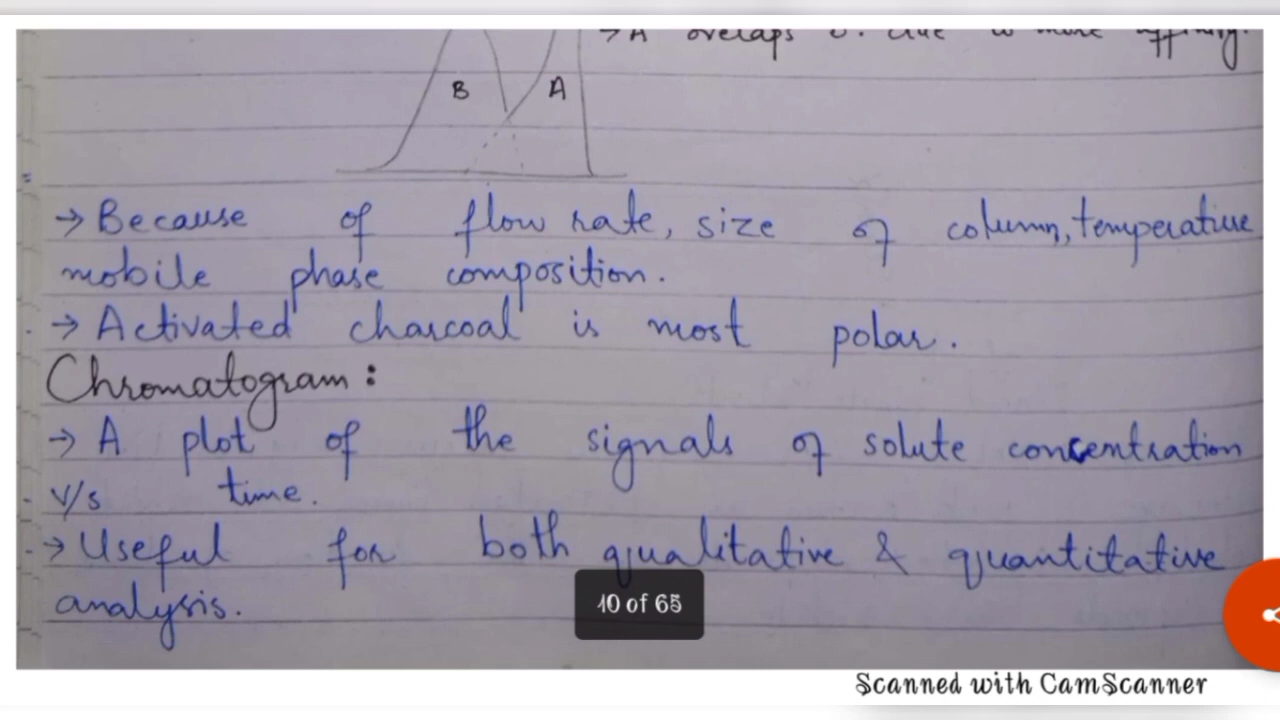 → A overlaps
B A
→ Because of flow rate, size of column, temperature
mobile phase composition.
→ Activated charcoal is most polar.
Chromatogram:
→ A plot of the signals of solute concentration
v/s time.
→ Useful for both qualitative & quantitative
analysis.
10 of 65
Scanned with CamScanner